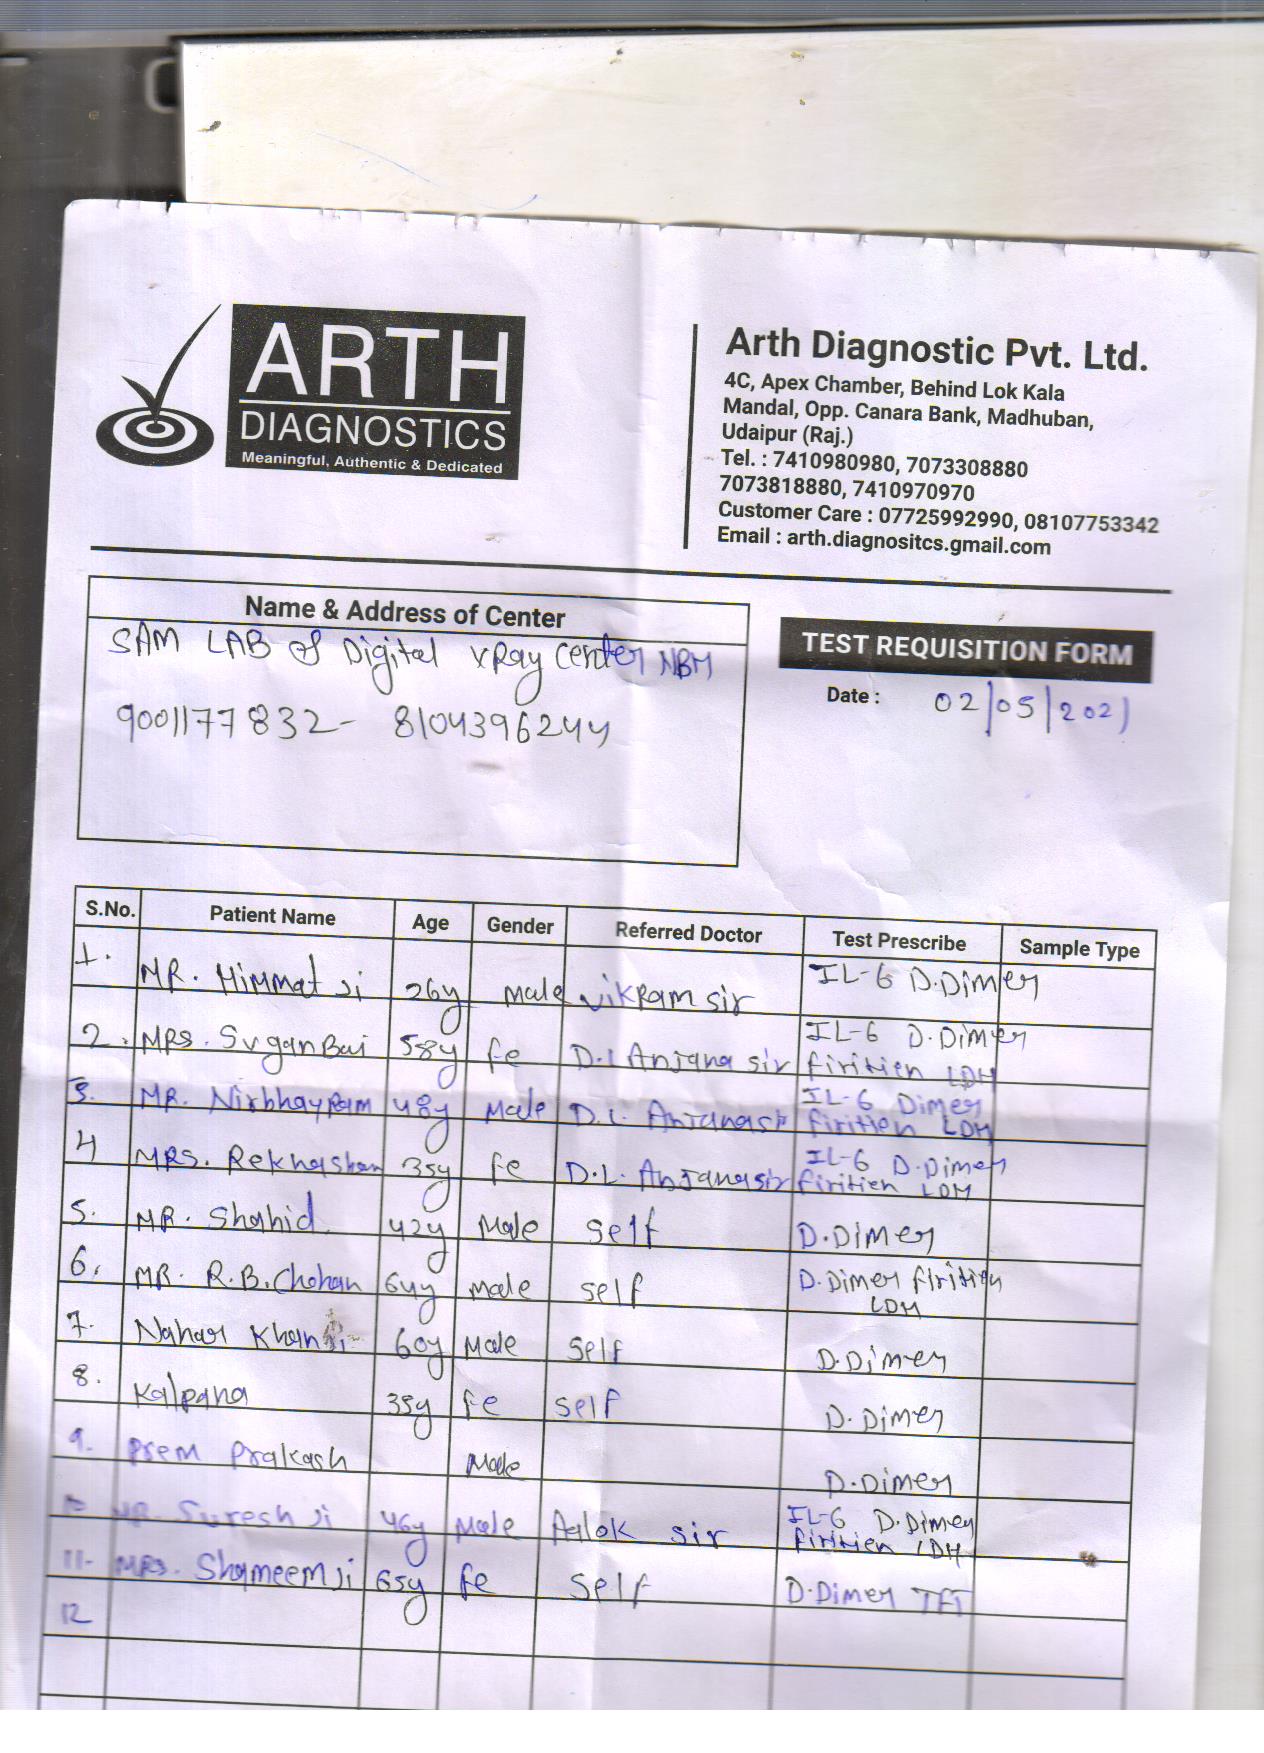 ARTH
DIAGNOSTICS
Meaningful, Authentic & Dedicated
Arth Diagnostic Pvt. Ltd.
4C, Apex Chamber, Behind Lok Kala
Mandal, Opp. Canara Bank, Madhuban,
Udaipur (Raj.)
Tel. : 7410980980, 7073308880
7073818880, 7410970970
Customer Care : 07725992990, 08107753342
Email : arth.diagnositcs.gmail.com
Name & Address of Center
SAM LAB of Digital xRay center NBM
9001177832- 8104396244
TEST REQUISITION FORM
Date : 02/05/2021
S.No. Patient Name Age Gender Referred Doctor Test Prescribe Sample Type
1. MR. Himmat Ji 26y Male vikRam sir IL-6 D.Dimer
2. MRS. Sugan Bai 58y fe D.L Anjana sir IL-6 D.Dimer
firitien LDH
3. MR. NirbhayRam 48y Male D.L. Anjanasir IL-6 Dimer
firitien LDH
4 MRS. Rekha 35y fe D.L. Anjanasir IL-6 D.Dimer
firitien LDH
5. MR. Shahid 42y Male self D.Dimer
6. MR. R.B. Chohan 64y Male self D.Dimer firitien
LDH
7. Nahar Khan Ji 60y Male self D.Dimer
8. Kalpana 35y fe self D.Dimer
9. Prem Prakash Male D.Dimer
10 MR. Suresh Ji 46y Male Aalok sir IL-6 D.Dimer
firitien LDH
11. MRS. Shameem Ji 65y fe self D.Dimer TFT
12